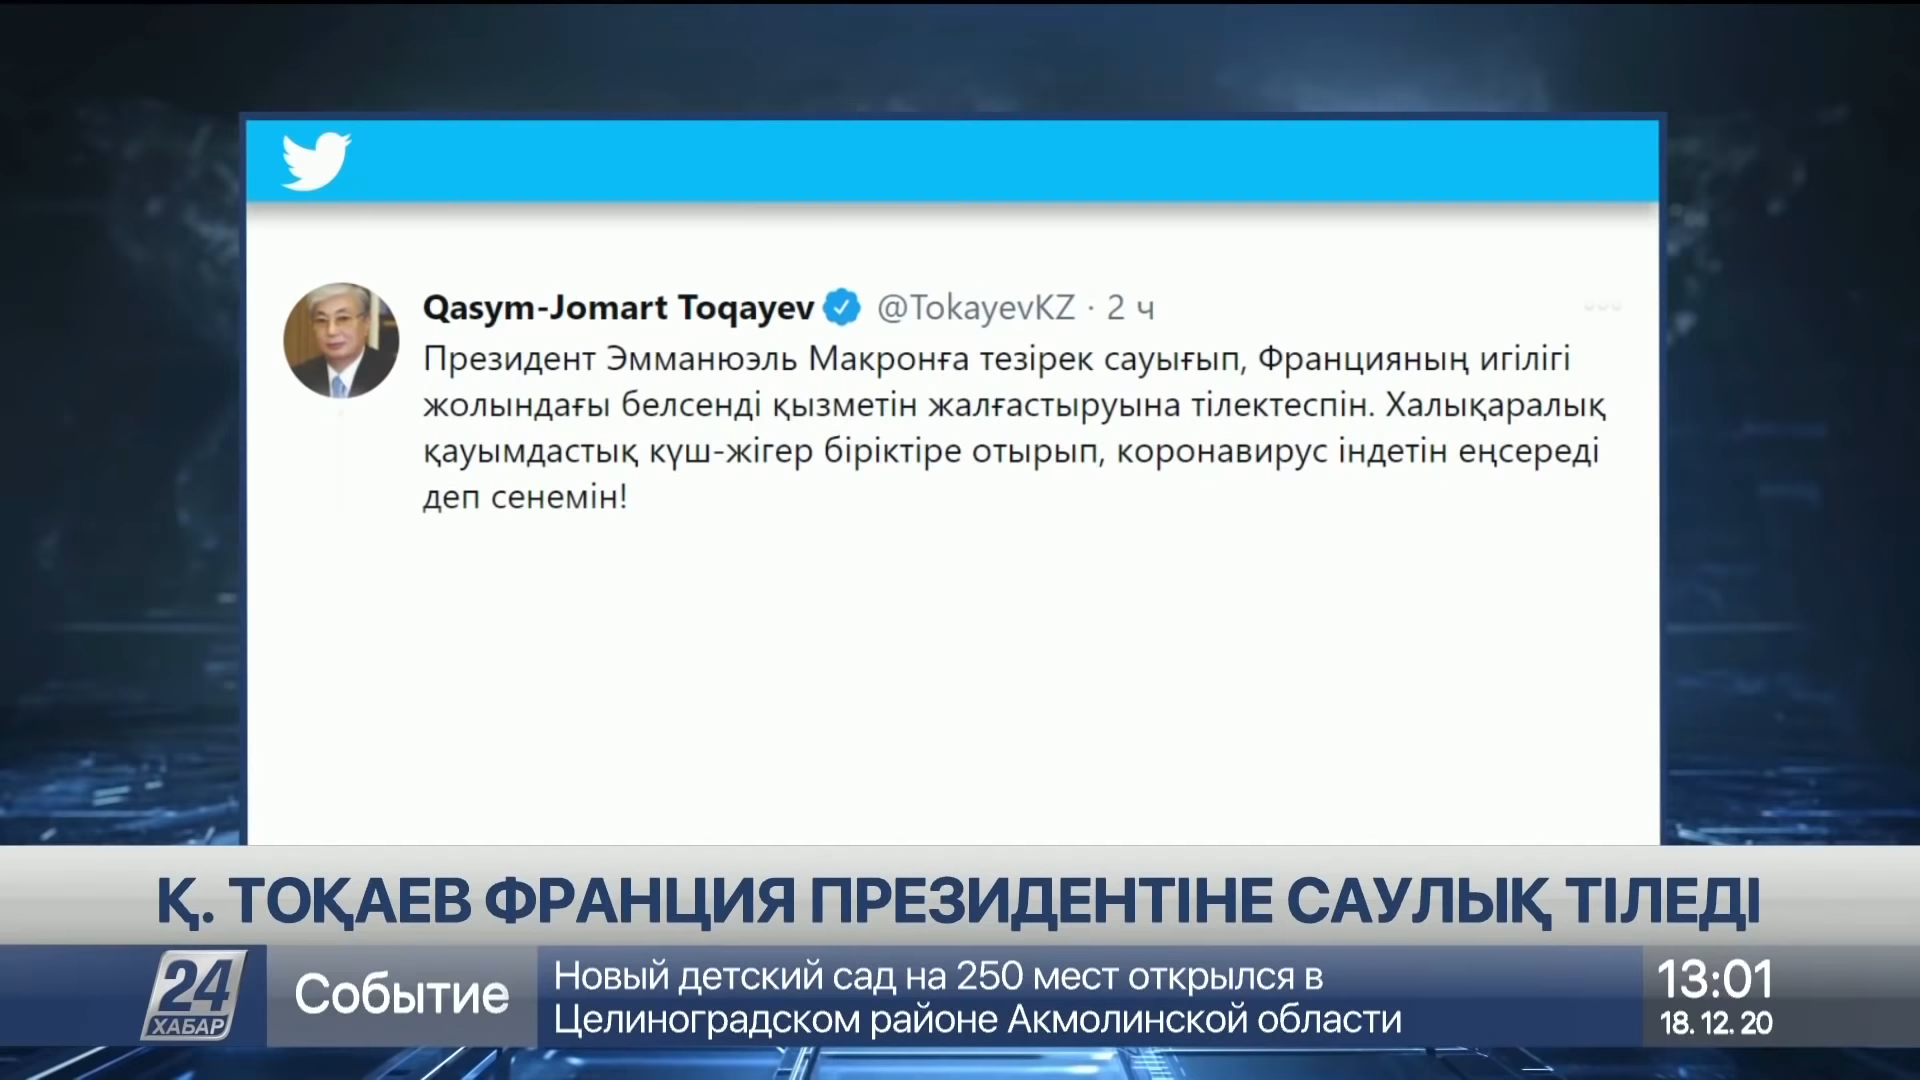 Qasym-Jomart Toqayev @TokayevKZ · 2 ч
Президент Эммануэль Макронға тезірек сауығып, Францияның игілігі
жолындағы белсенді қызметін жалғастыруына тілектеспін. Халықаралық
қауымдастық күш-жігер біріктіре отырып, коронавирус індетін еңсереді
деп сенемін!
Қ. ТОҚАЕВ ФРАНЦИЯ ПРЕЗИДЕНТІНЕ САУЛЫҚ ТІЛЕДІ
24
ХАБАР
Событие
Новый детский сад на 250 мест открылся в
Целиноградском районе Акмолинской области
13:01
18. 12. 20